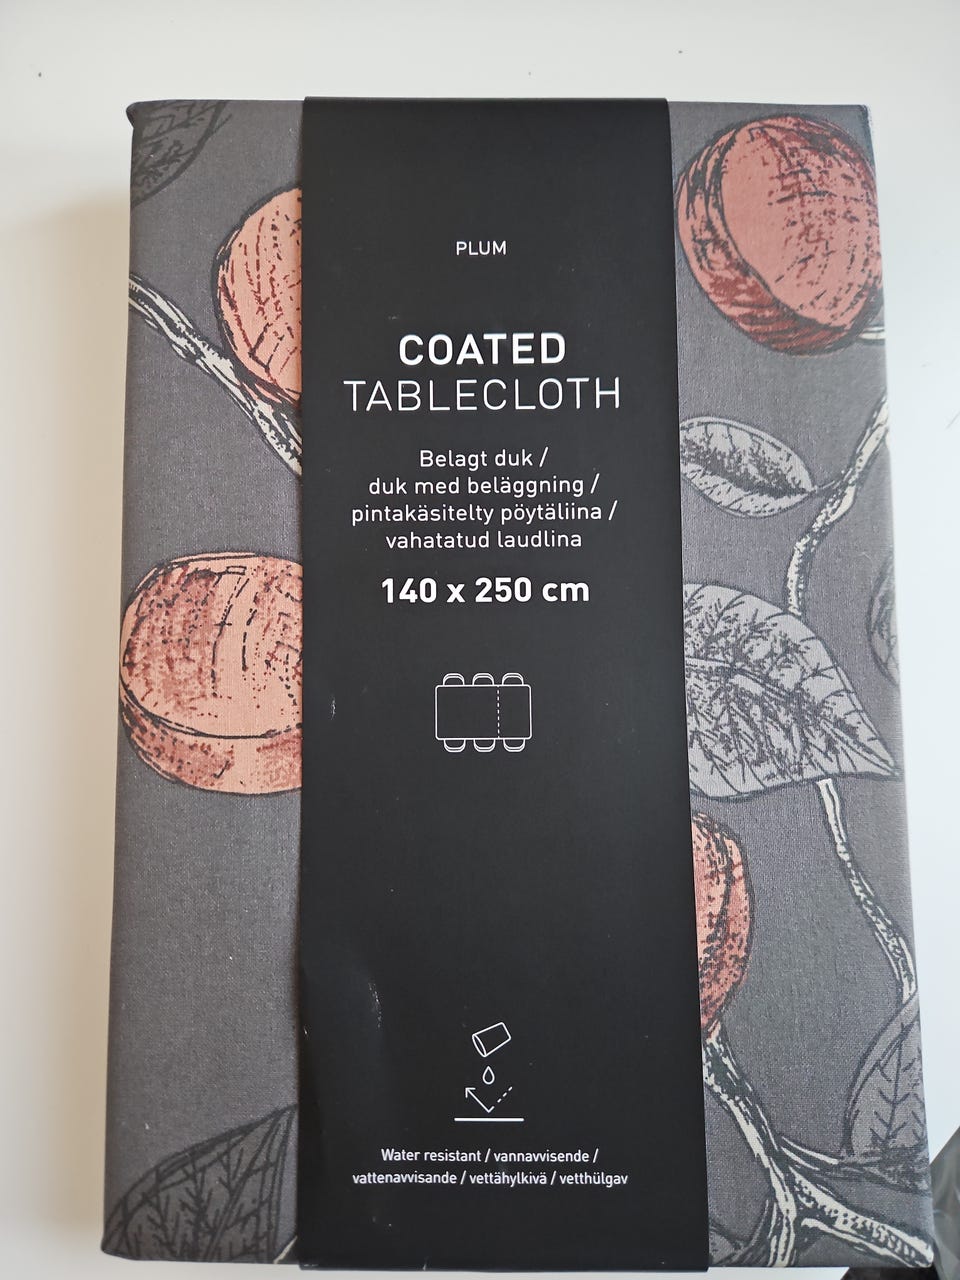 PLUM
COATED
TABLECLOTH
Belagt duk /
duk med beläggning /
pintakäsitelty pöytäliina /
vahatatud laudlina
140 x 250 cm
Water resistant / vannavvisende /
vattenavvisande / vettähylkivä / vetthülgav